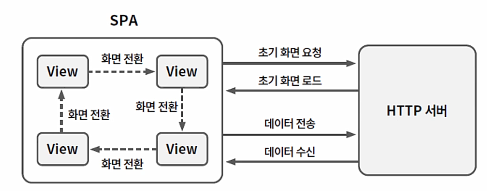 SPA
화면 전환
View
View
화면 전환
화면 전환
View
View
화면 전환
초기 화면 요청
초기 화면 로드
데이터 전송
데이터 수신
HTTP 서버